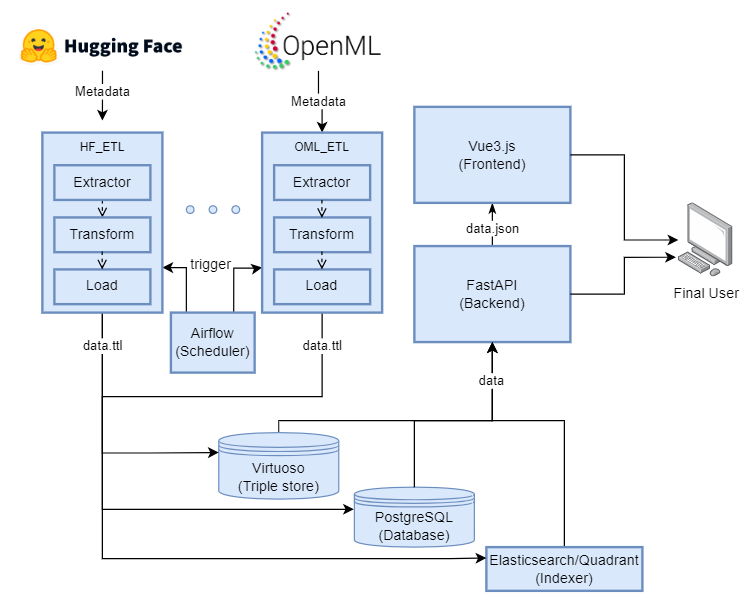 Hugging Face
OpenML
Metadata
Metadata
HF_ETL
Extractor
Transform
Load
OML_ETL
Extractor
Transform
Load
trigger
Airflow
(Scheduler)
data.ttl
data.ttl
Vue3.js
(Frontend)
data.json
FastAPI
(Backend)
Final User
data
Virtuoso
(Triple store)
PostgreSQL
(Database)
Elasticsearch/Quadrant
(Indexer)